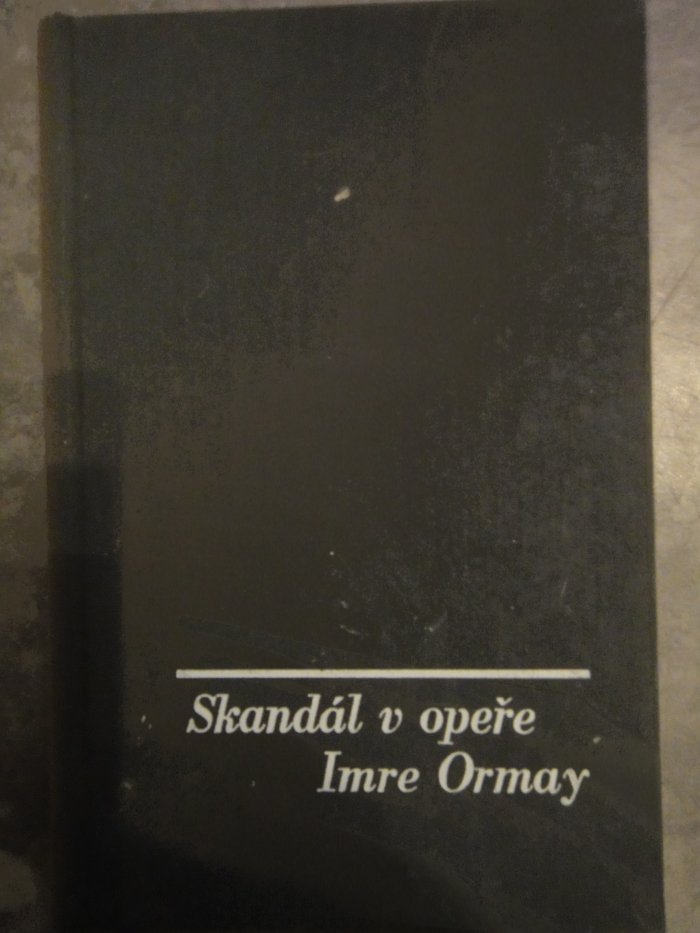 Skandál v opeře
Imre Ormay